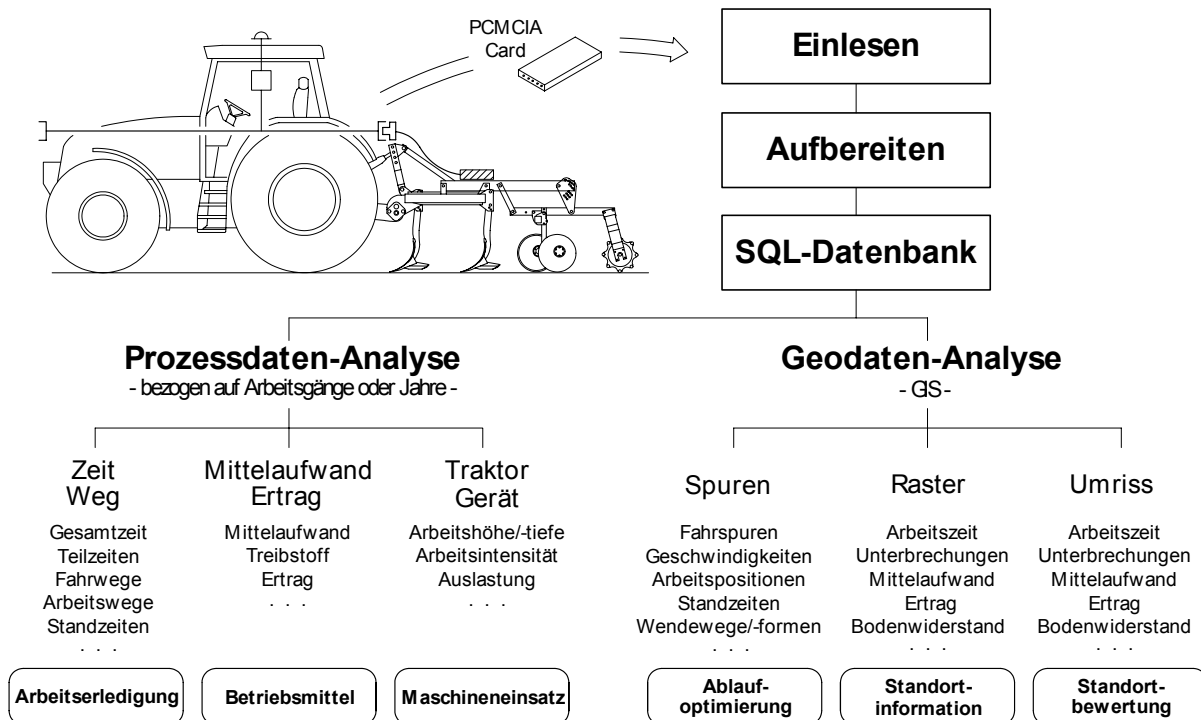 PCMCIA
Card
Einlesen
Aufbereiten
SQL-Datenbank
Prozessdaten-Analyse
- bezogen auf Arbeitsgänge oder Jahre -
Zeit
Weg
Gesamtzeit
Teilzeiten
Fahrwege
Arbeitswege
Standzeiten
. . .
Arbeitserledigung
Mittelaufwand
Ertrag
Mittelaufwand
Treibstoff
Ertrag
. . .
Betriebsmittel
Traktor
Gerät
Arbeitshöhe/-tiefe
Arbeitsintensität
Auslastung
. . .
Maschineneinsatz
Geodaten-Analyse
- GIS -
Spuren
Fahrspuren
Geschwindigkeiten
Arbeitspositionen
Standzeiten
Wendewege/-formen
. . .
Ablauf-
optimierung
Raster
Arbeitszeit
Unterbrechungen
Mittelaufwand
Ertrag
Bodenwiderstand
. . .
Standort-
information
Umriss
Arbeitszeit
Unterbrechungen
Mittelaufwand
Ertrag
Bodenwiderstand
. . .
Standort-
bewertung